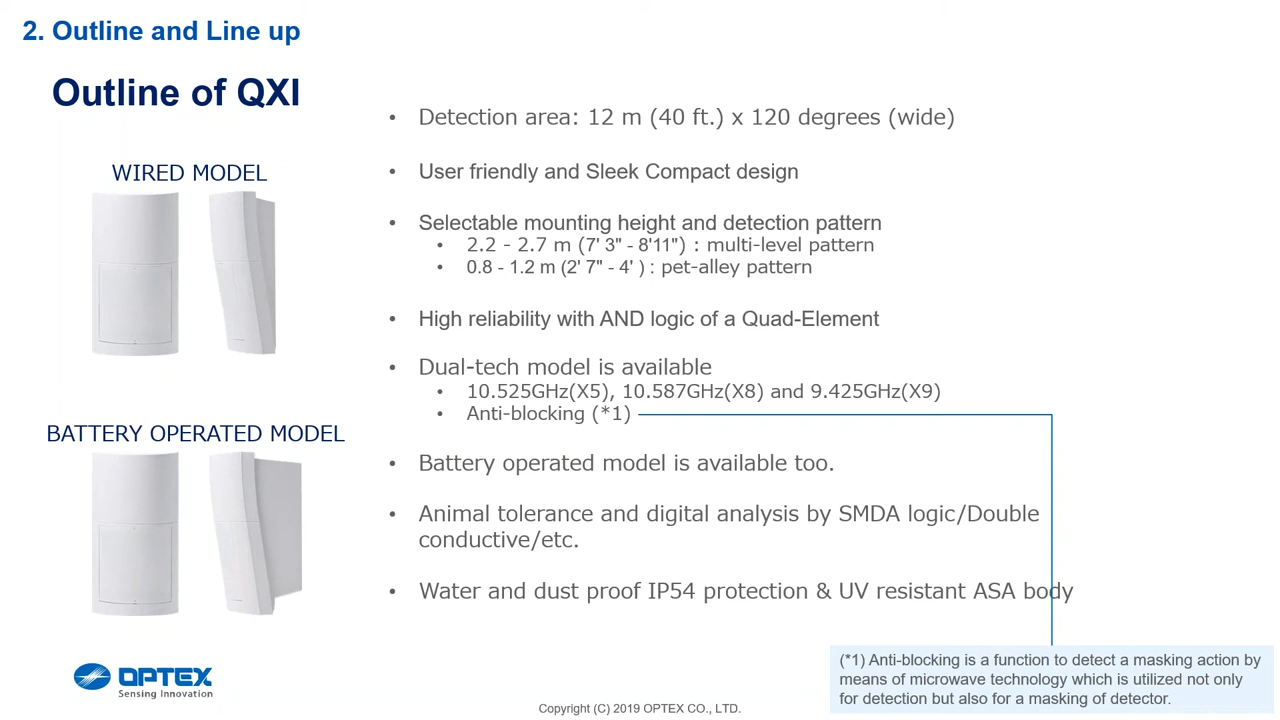 2. Outline and Line up
Outline of QXI
WIRED MODEL
BATTERY OPERATED MODEL
• Detection area: 12 m (40 ft.) x 120 degrees (wide)
• User friendly and Sleek Compact design
• Selectable mounting height and detection pattern
• 2.2 - 2.7 m (7' 3" - 8'11") : multi-level pattern
• 0.8 - 1.2 m (2' 7" - 4' ) : pet-alley pattern
• High reliability with AND logic of a Quad-Element
• Dual-tech model is available
• 10.525GHz(X5), 10.587GHz(X8) and 9.425GHz(X9)
• Anti-blocking (*1)
• Battery operated model is available too.
• Animal tolerance and digital analysis by SMDA logic/Double
conductive/etc.
• Water and dust proof IP54 protection & UV resistant ASA body
(*1) Anti-blocking is a function to detect a masking action by
means of microwave technology which is utilized not only
for detection but also for a masking of detector.
OPTEX
Sensing Innovation
Copyright (C) 2019 OPTEX CO., LTD.